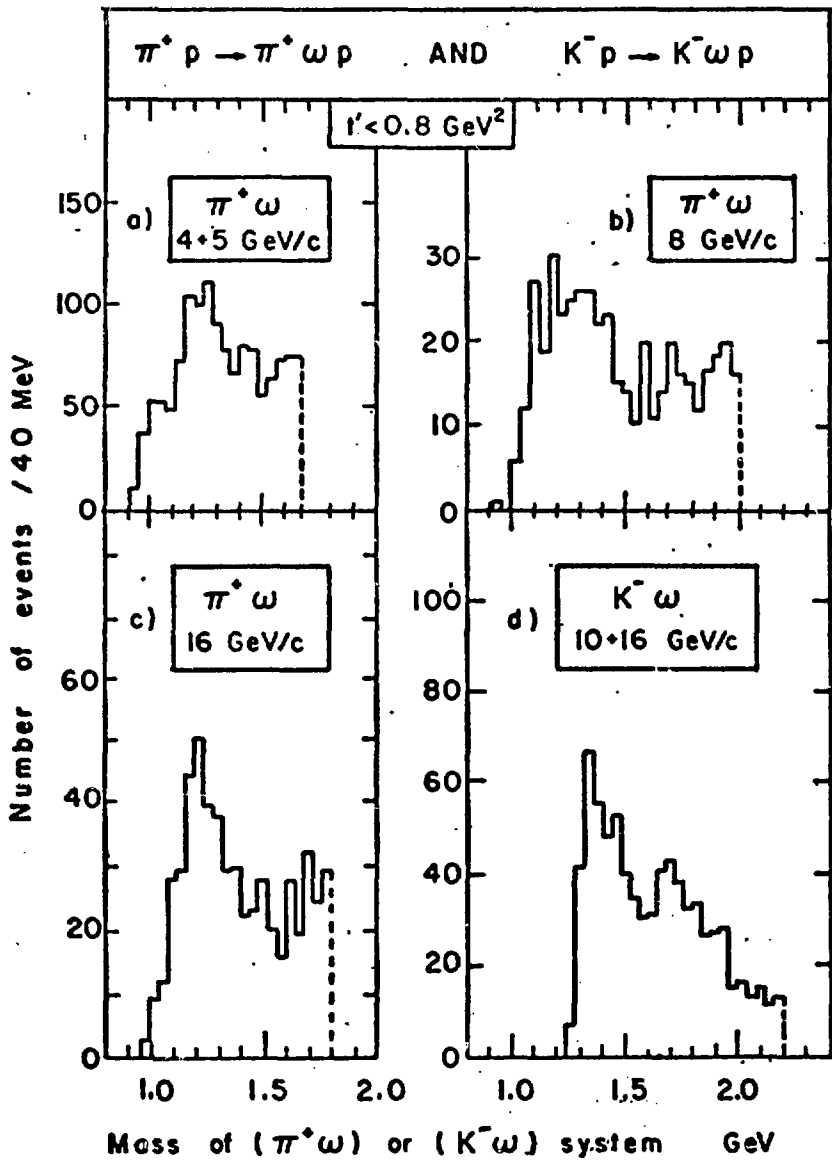 π⁺ p → π⁺ ω p AND K⁻ p → K⁻ ω p
t' < 0.8 GeV²
a) π⁺ ω
4+5 GeV/c
150
100
50
0
b) π⁺ ω
8 GeV/c
30
20
10
0
c) π⁺ ω
16 GeV/c
60
40
20
0
d) K⁻ ω
10+16 GeV/c
100
80
60
40
20
0
1.0 1.5 2.0
1.0 1.5 2.0
Number of events / 40 MeV
Mass of (π⁺ω) or (K⁻ω) system GeV